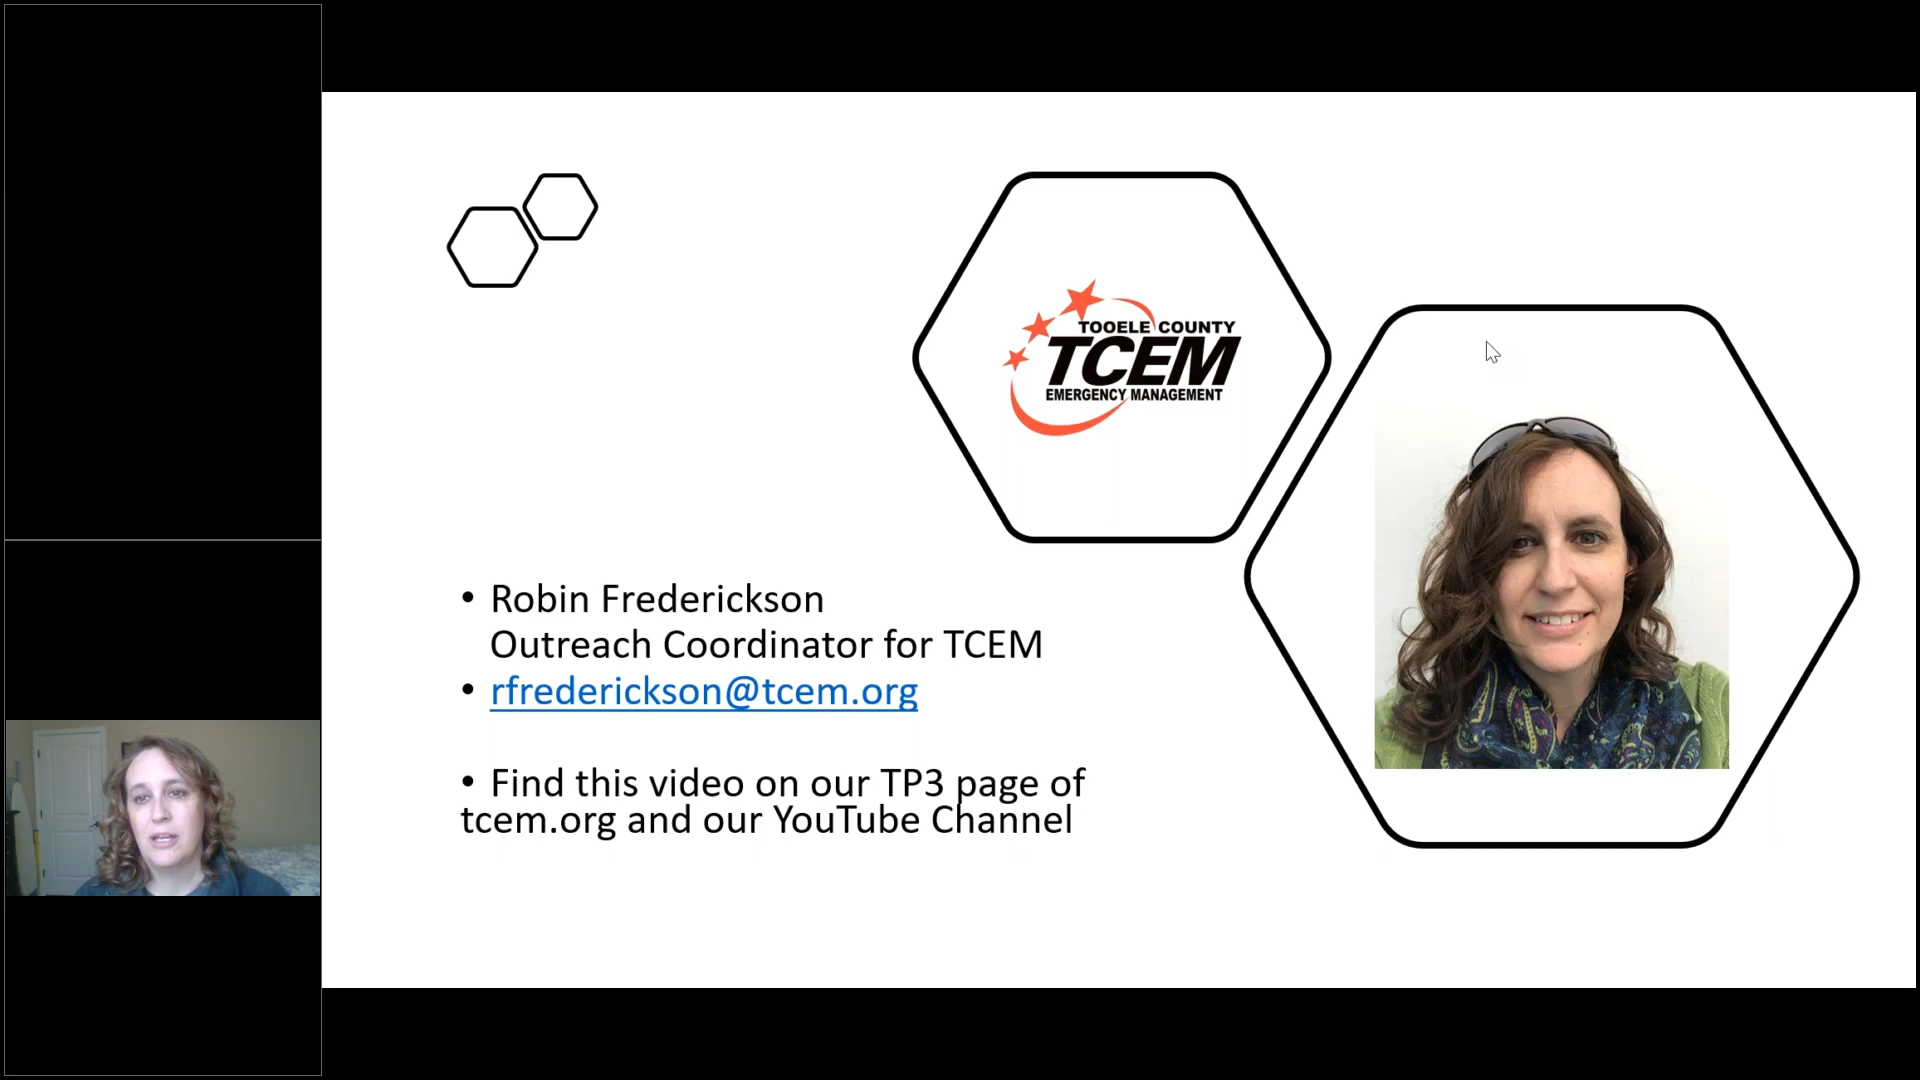 TOOELE COUNTY
TCEM
EMERGENCY MANAGEMENT
• Robin Frederickson
Outreach Coordinator for TCEM
• rfrederickson@tcem.org
• Find this video on our TP3 page of
tcem.org and our YouTube Channel